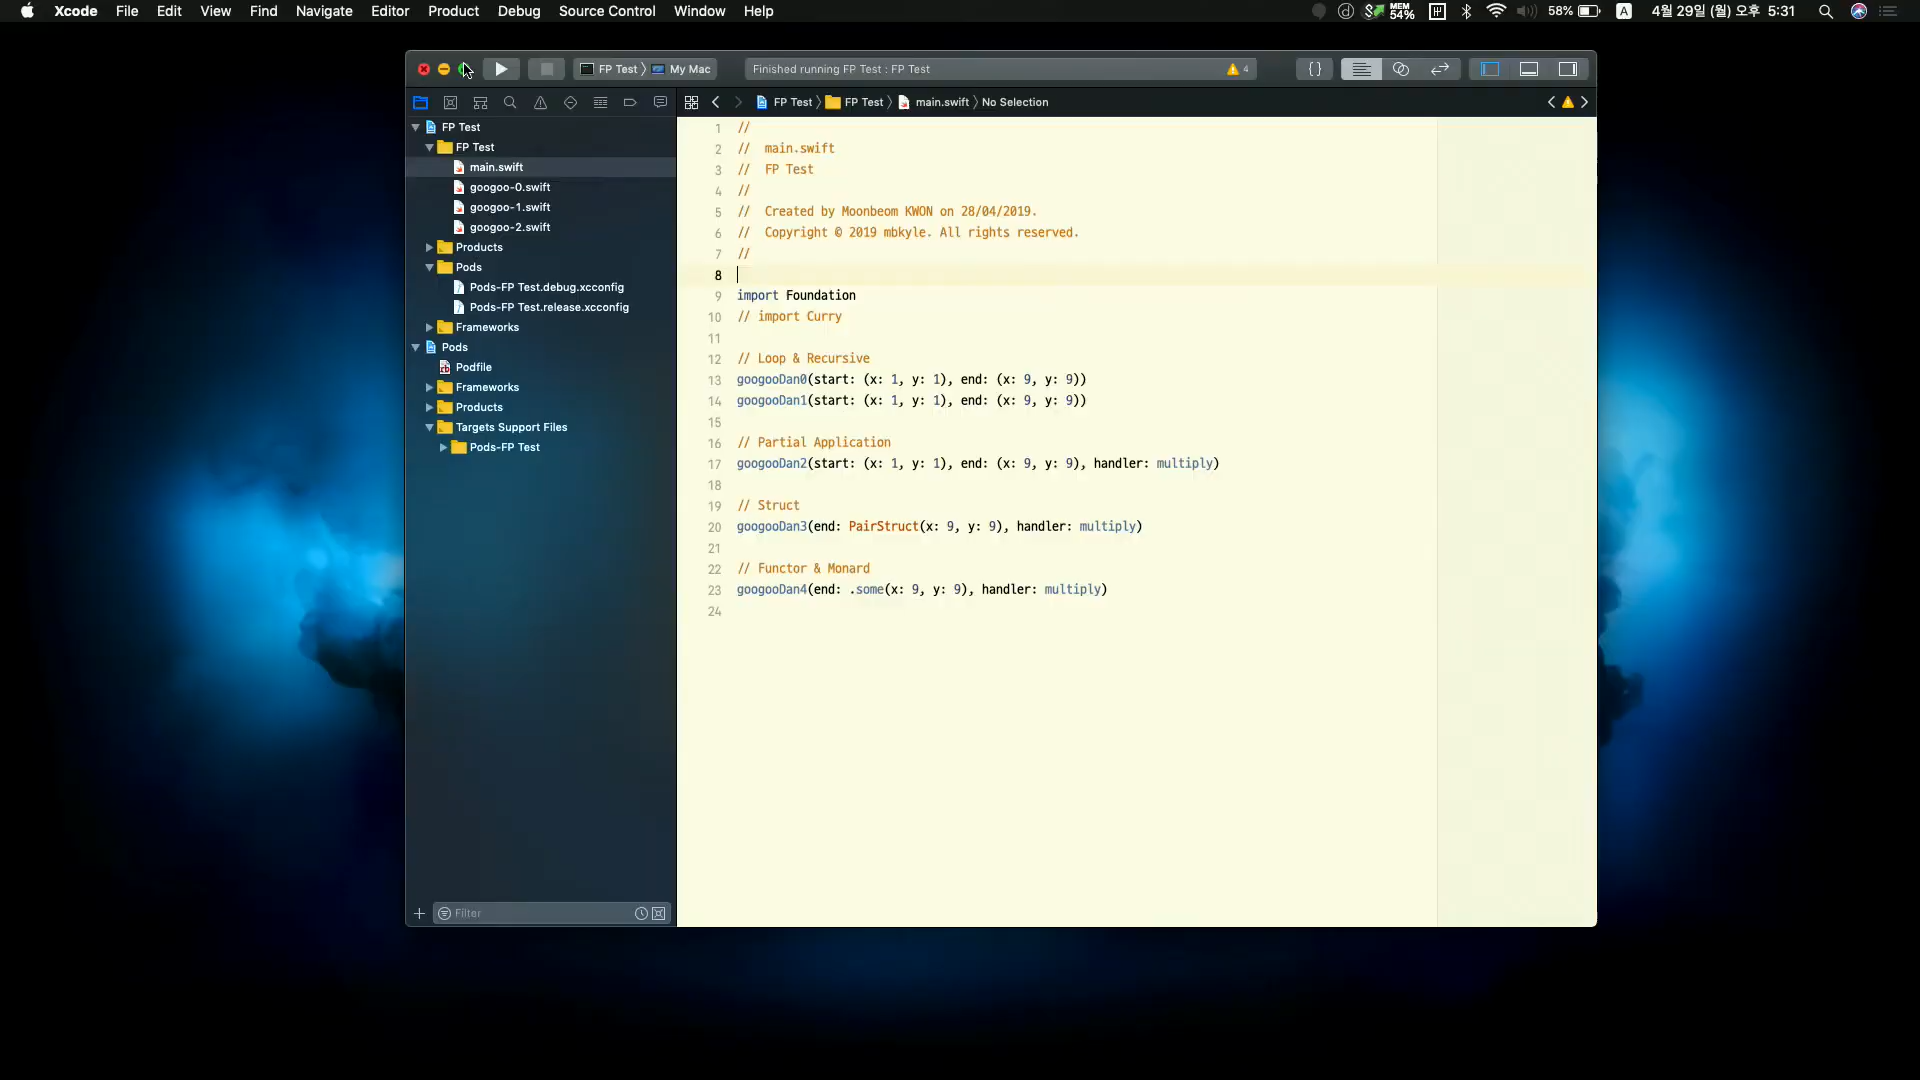 Xcode File Edit View Find Navigate Editor Product Debug Source Control Window Help
MEM 54% 58% A 4월 29일 (월) 오후 5:31
FP Test My Mac
Finished running FP Test : FP Test 4
{}
FP Test FP Test main.swift No Selection
FP Test
FP Test
main.swift
googoo-0.swift
googoo-1.swift
googoo-2.swift
Products
Pods
Pods-FP Test.debug.xcconfig
Pods-FP Test.release.xcconfig
Frameworks
Pods
Podfile
Frameworks
Products
Targets Support Files
Pods-FP Test
Filter
1 //
2 // main.swift
3 // FP Test
4 //
5 // Created by Moonbeom KWON on 28/04/2019.
6 // Copyright © 2019 mbkyle. All rights reserved.
7 //
8
9 import Foundation
10 // import Curry
11
12 // Loop & Recursive
13 googooDan0(start: (x: 1, y: 1), end: (x: 9, y: 9))
14 googooDan1(start: (x: 1, y: 1), end: (x: 9, y: 9))
15
16 // Partial Application
17 googooDan2(start: (x: 1, y: 1), end: (x: 9, y: 9), handler: multiply)
18
19 // Struct
20 googooDan3(end: PairStruct(x: 9, y: 9), handler: multiply)
21
22 // Functor & Monard
23 googooDan4(end: .some(x: 9, y: 9), handler: multiply)
24